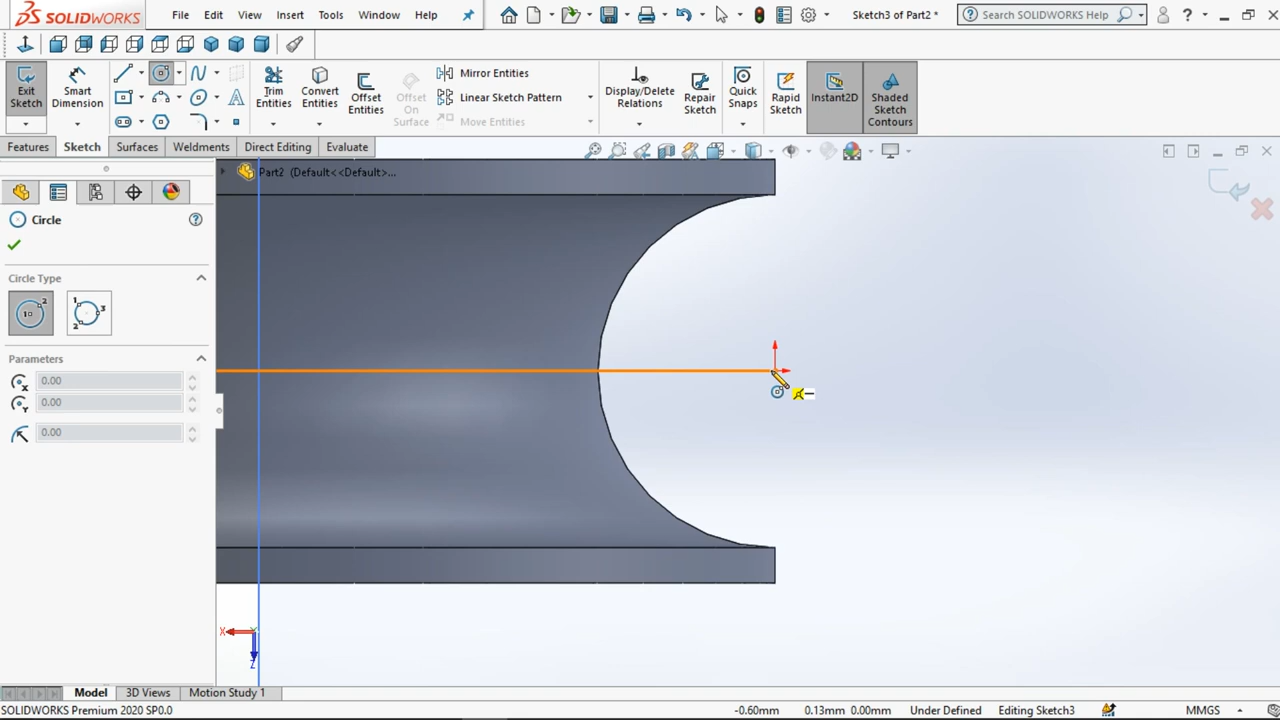 SOLIDWORKS File Edit View Insert Tools Window Help Sketch3 of Part2 * Search SOLIDWORKS Help ?
Exit Sketch Smart Dimension Trim Entities Convert Entities Offset Entities Offset On Surface Mirror Entities Linear Sketch Pattern Move Entities Display/Delete Relations Repair Sketch Quick Snaps Rapid Sketch Instant2D Shaded Sketch Contours
Features Sketch Surfaces Weldments Direct Editing Evaluate
Part2 (Default<<Default>...
Circle
Circle Type
Parameters
0.00
0.00
0.00
X
Y
Z
Model 3D Views Motion Study 1
SOLIDWORKS Premium 2020 SP0.0 -0.60mm 0.13mm 0.00mm Under Defined Editing Sketch3 MMGS